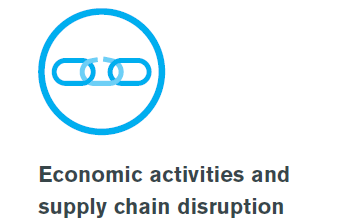 Economic activities and
supply chain disruption